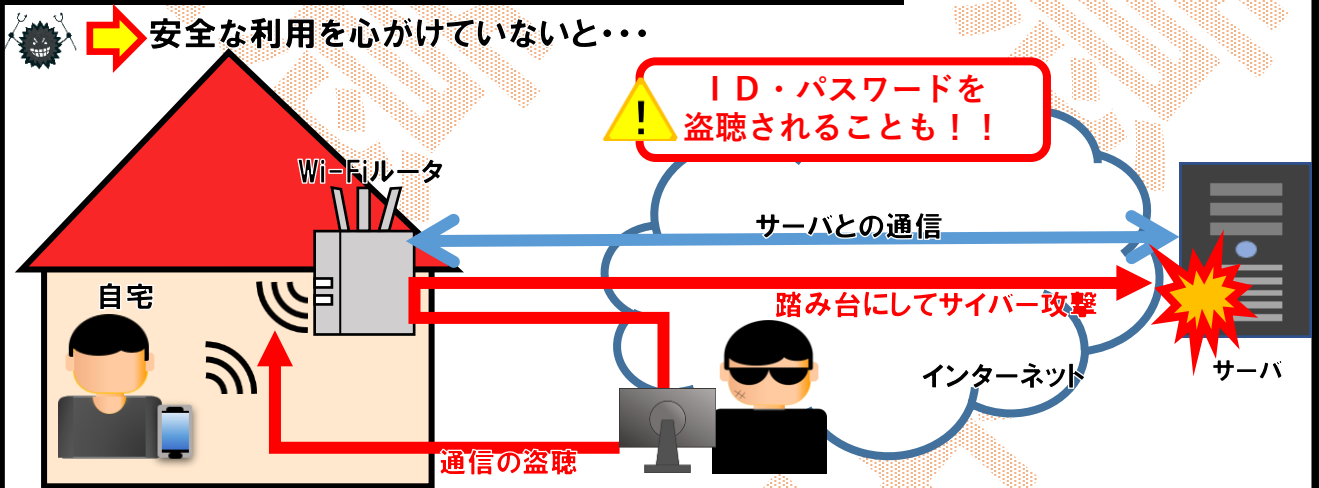 安全な利用を心がけていないと・・・
ＩＤ・パスワードを
盗聴されることも！！
!
Wi-Fiルータ
サーバとの通信
自宅
踏み台にしてサイバー攻撃
インターネット
サーバ
通信の盗聴